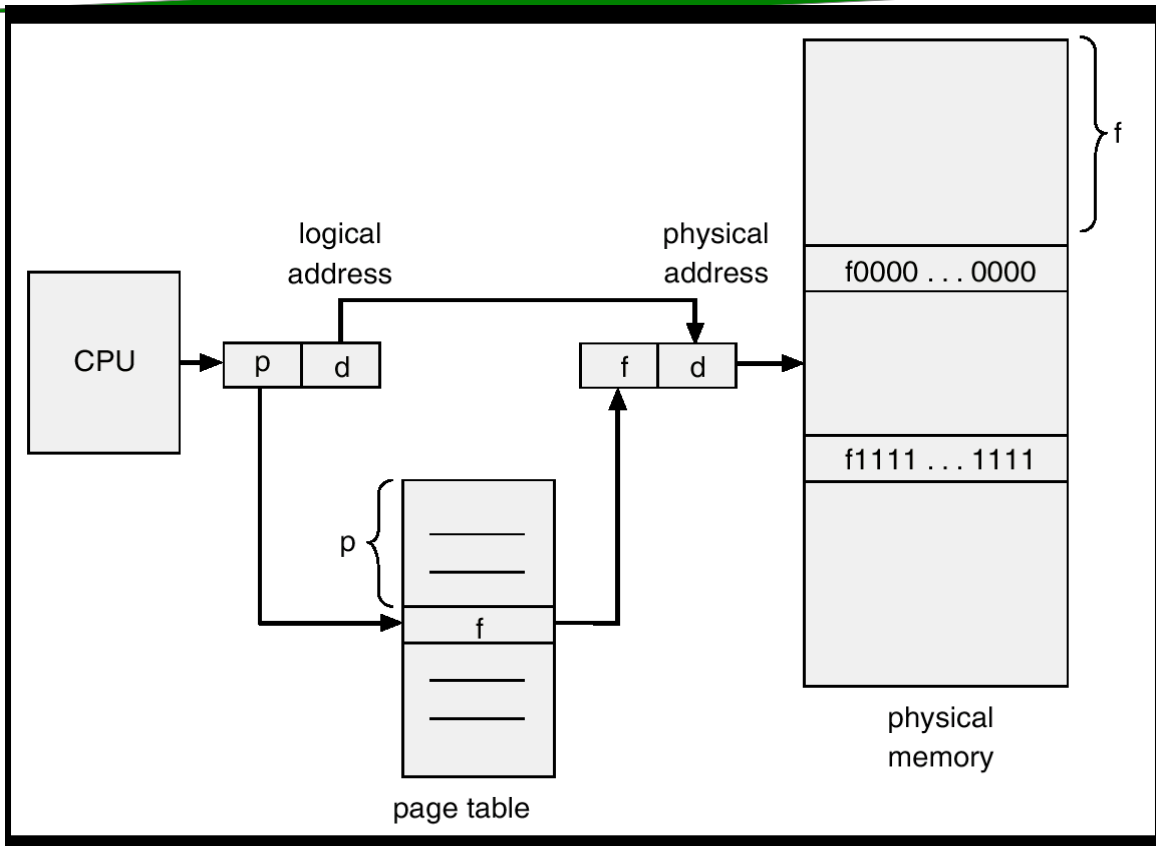 f
f0000 . . . 0000
logical
address
physical
address
CPU
p
d
f
d
f1111 . . . 1111
p
f
physical
memory
page table